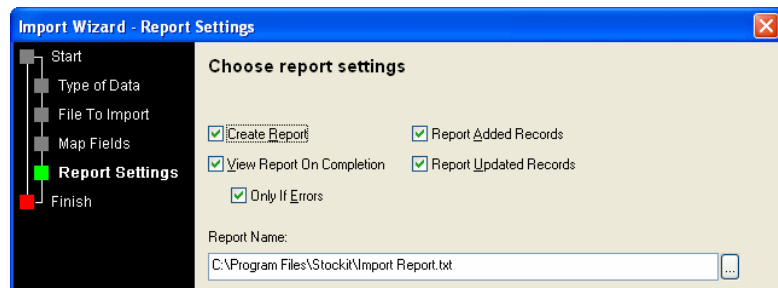 Import Wizard - Report Settings
Start
Type of Data
File To Import
Map Fields
Report Settings
Finish
Choose report settings
Create Report
Report Added Records
View Report On Completion
Report Updated Records
Only If Errors
Report Name:
C:\Program Files\Stockit\Import Report.txt
...